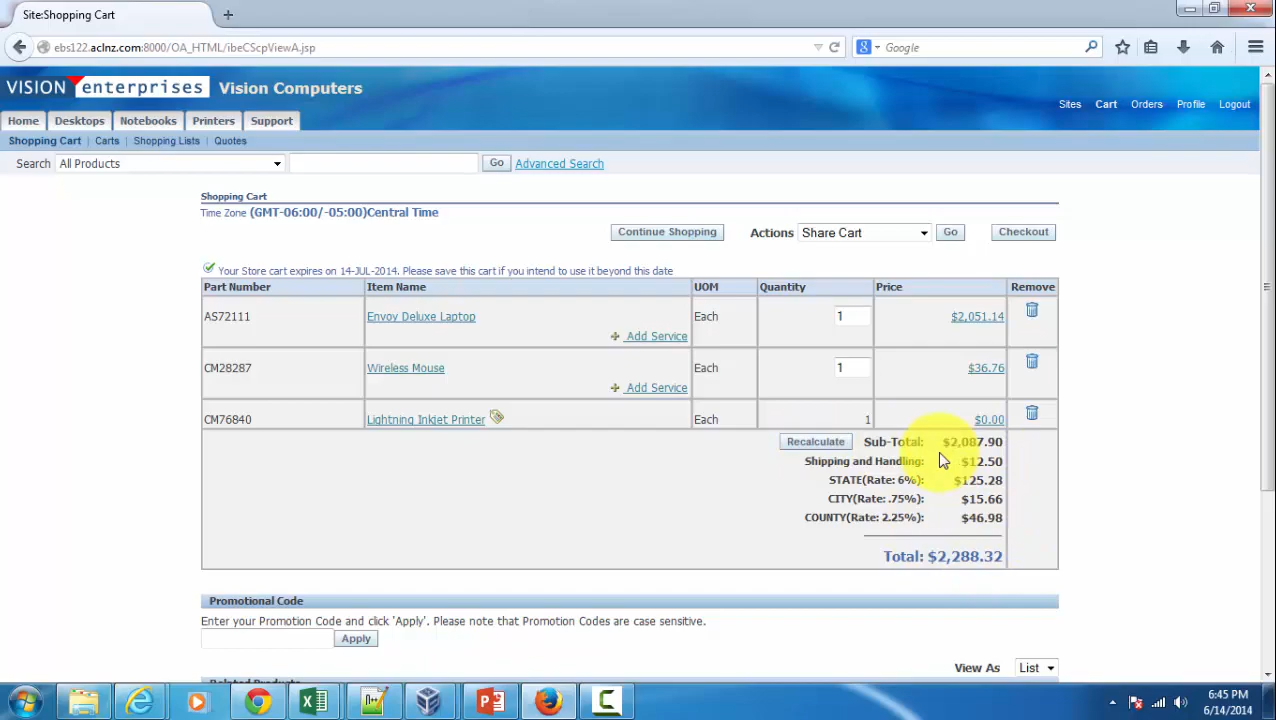 Site:Shopping Cart
ebs122.aclnz.com:8000/OA_HTML/ibeCScpViewA.jsp
Google
VISION enterprises Vision Computers
Sites Cart Orders Profile Logout
Home Desktops Notebooks Printers Support
Shopping Cart Carts Shopping Lists Quotes
Search All Products Go Advanced Search
Shopping Cart
Time Zone (GMT-06:00/-05:00)Central Time
Continue Shopping Actions Share Cart Go Checkout
Your Store cart expires on 14-JUL-2014. Please save this cart if you intend to use it beyond this date
Part Number Item Name UOM Quantity Price Remove
AS72111 Envoy Deluxe Laptop Each 1 $2,051.14
Add Service
CM28287 Wireless Mouse Each 1 $36.76
Add Service
CM76840 Lightning Inkjet Printer Each 1 $0.00
Recalculate Sub-Total: $2,087.90
Shipping and Handling: $12.50
STATE(Rate: 6%): $125.28
CITY(Rate: .75%): $15.66
COUNTY(Rate: 2.25%): $46.98
Total: $2,288.32
Promotional Code
Enter your Promotion Code and click 'Apply'. Please note that Promotion Codes are case sensitive.
Apply
View As List
Related Products
6:45 PM
6/14/2014